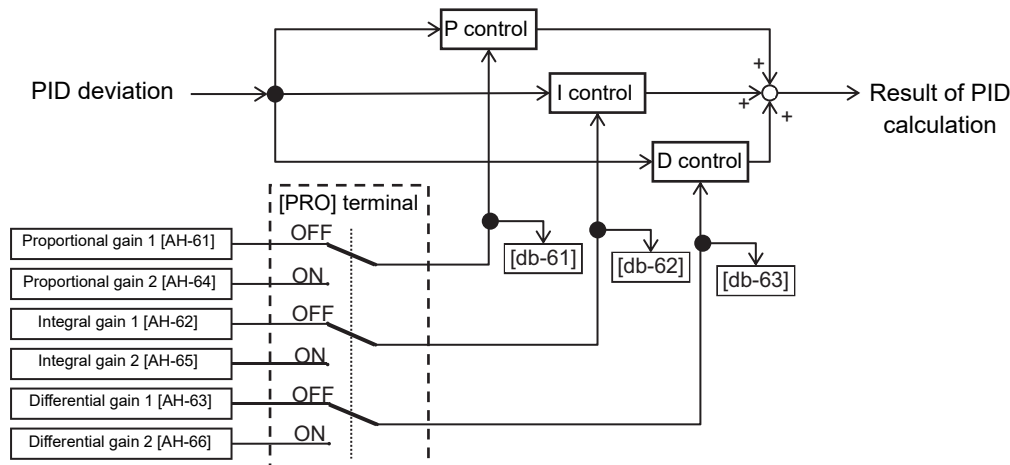 P control
PID deviation
I control
+
+
+
Result of PID
calculation
D control
[PRO] terminal
Proportional gain 1 [AH-61]
OFF
[db-61]
[db-62]
[db-63]
Proportional gain 2 [AH-64]
ON
Integral gain 1 [AH-62]
OFF
Integral gain 2 [AH-65]
ON
Differential gain 1 [AH-63]
OFF
Differential gain 2 [AH-66]
ON